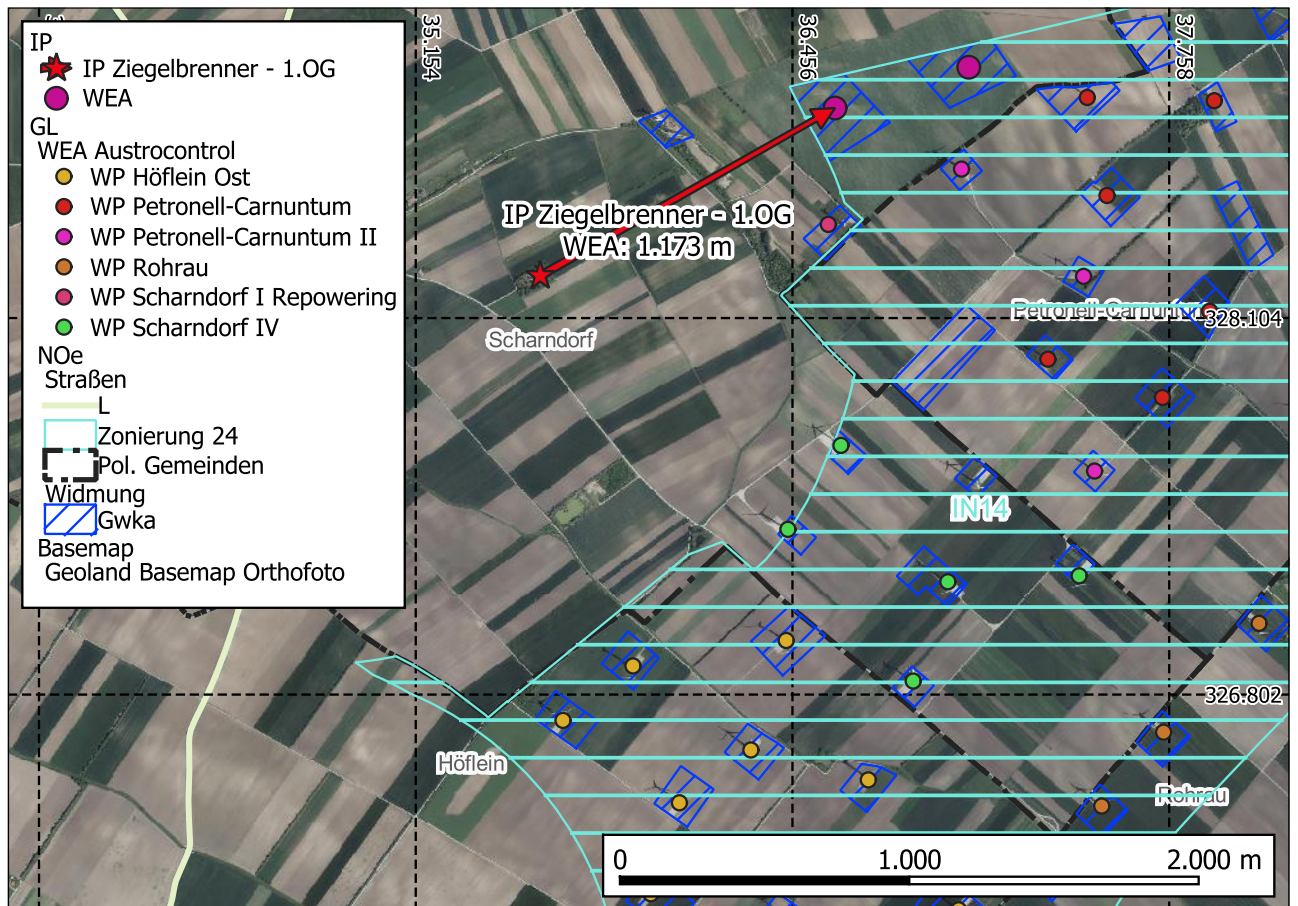 IP
IP Ziegelbrenner - 1.OG
WEA
GL
WEA Austrocontrol
WP Höflein Ost
WP Petronell-Carnuntum
WP Petronell-Carnuntum II
WP Rohrau
WP Scharndorf I Repowering
WP Scharndorf IV
NOe
Straßen
L
Zonierung 24
Pol. Gemeinden
Widmung
Gwka
Basemap
Geoland Basemap Orthofoto
35.154
36.456
37.758
IP Ziegelbrenner - 1.OG
WEA: 1.173 m
Scharndorf
Petronell-Carnuntum
328.104
IN14
326.802
Höflein
Rohrau
0 1.000 2.000 m